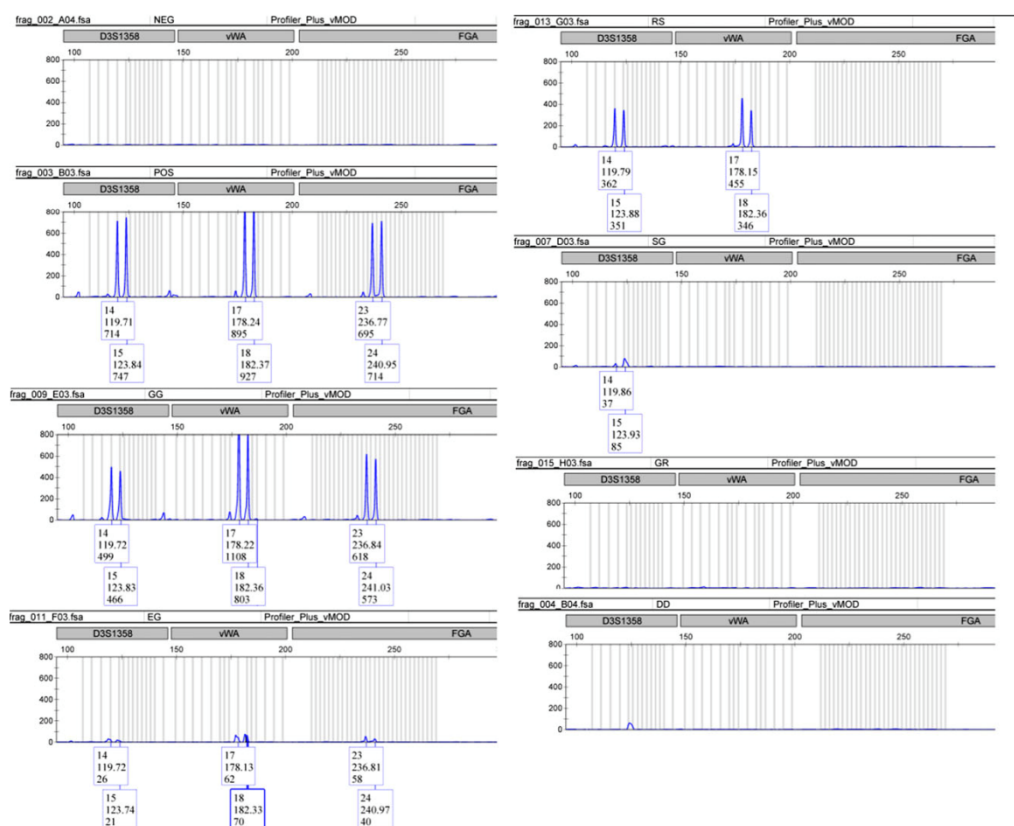 frag_002_A04.fsa NEG Profiler_Plus_vMOD
D3S1358 vWA FGA
100 150 200 250
800
600
400
200
0
frag_003_B03.fsa POS Profiler_Plus_vMOD
D3S1358 vWA FGA
100 150 200 250
800
600
400
200
0
14 17 23
119.71 178.24 236.77
714 895 695
15 18 24
123.84 182.37 240.95
747 927 714
frag_009_E03.fsa GG Profiler_Plus_vMOD
D3S1358 vWA FGA
100 150 200 250
800
600
400
200
0
14 17 23
119.72 178.22 236.84
499 1108 618
15 18 24
123.83 182.36 241.03
466 803 573
frag_011_F03.fsa EG Profiler_Plus_vMOD
D3S1358 vWA FGA
100 150 200 250
800
600
400
200
0
14 17 23
119.72 178.13 236.81
26 62 58
15 18 24
123.74 182.33 240.97
21 70 40
frag_013_G03.fsa RS Profiler_Plus_vMOD
D3S1358 vWA FGA
100 150 200 250
800
600
400
200
0
14 17
119.79 178.15
362 455
15 18
123.88 182.36
351 346
frag_007_D03.fsa SG Profiler_Plus_vMOD
D3S1358 vWA FGA
100 150 200 250
800
600
400
200
0
14
119.86
37
15
123.93
85
frag_015_H03.fsa GR Profiler_Plus_vMOD
D3S1358 vWA FGA
100 150 200 250
800
600
400
200
0
frag_004_B04.fsa DD Profiler_Plus_vMOD
D3S1358 vWA FGA
100 150 200 250
800
600
400
200
0